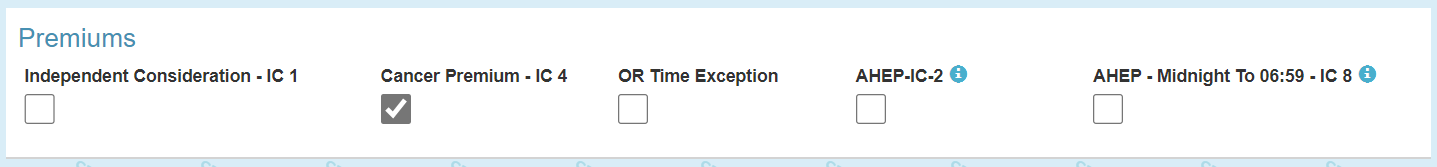 Premiums
Independent Consideration - IC 1 Cancer Premium - IC 4 OR Time Exception AHEP-IC-2 AHEP - Midnight To 06:59 - IC 8